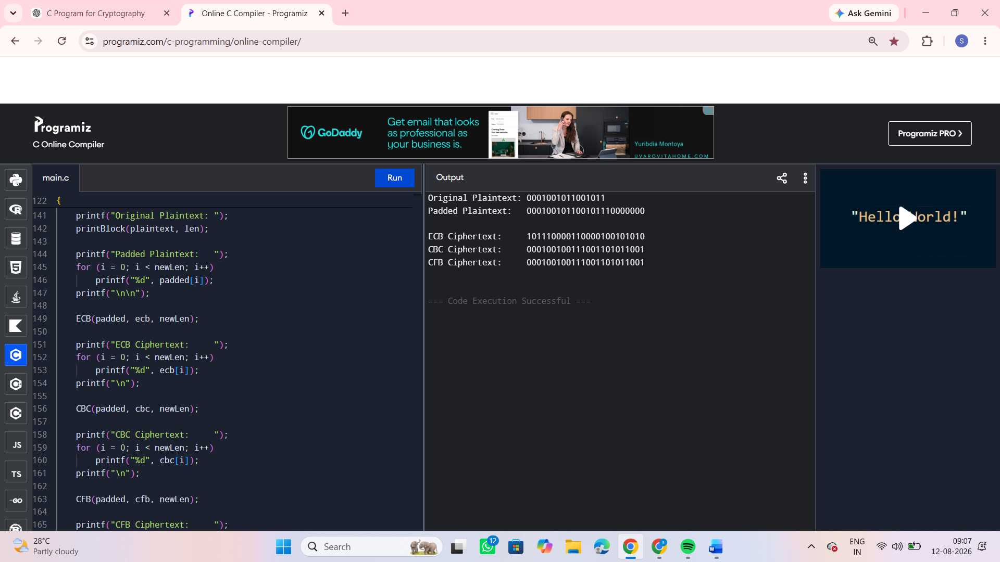 C Program for Cryptography
Online C Compiler - Programiz
Ask Gemini
programiz.com/c-programming/online-compiler/
S
Programiz
C Online Compiler
GoDaddy
Get email that looks
as professional as
your business is.
Yuribdia Montoya
UVAROVITAHOME.COM
Programiz PRO
main.c
Run
Output
122 {
141 printf("Original Plaintext: ");
142 printBlock(plaintext, len);
143
144 printf("Padded Plaintext:   ");
145 for (i = 0; i < newLen; i++)
146 printf("%d", padded[i]);
147 printf("\n\n");
148
149 ECB(padded, ecb, newLen);
150
151 printf("ECB Ciphertext:     ");
152 for (i = 0; i < newLen; i++)
153 printf("%d", ecb[i]);
154 printf("\n");
155
156 CBC(padded, cbc, newLen);
157
158 printf("CBC Ciphertext:     ");
159 for (i = 0; i < newLen; i++)
160 printf("%d", cbc[i]);
161 printf("\n");
162
163 CFB(padded, cfb, newLen);
164
165 printf("CFB Ciphertext:     ");
Original Plaintext: 0001001011001011
Padded Plaintext:   000100101100101110000000
ECB Ciphertext:     101110000110000100101010
CBC Ciphertext:     000100100111001101011001
CFB Ciphertext:     000100100111001101011001
=== Code Execution Successful ===
"Hello World!"
JS
TS
GO
28°C
Partly cloudy
Search
12
ENG
IN
09:07
12-08-2026